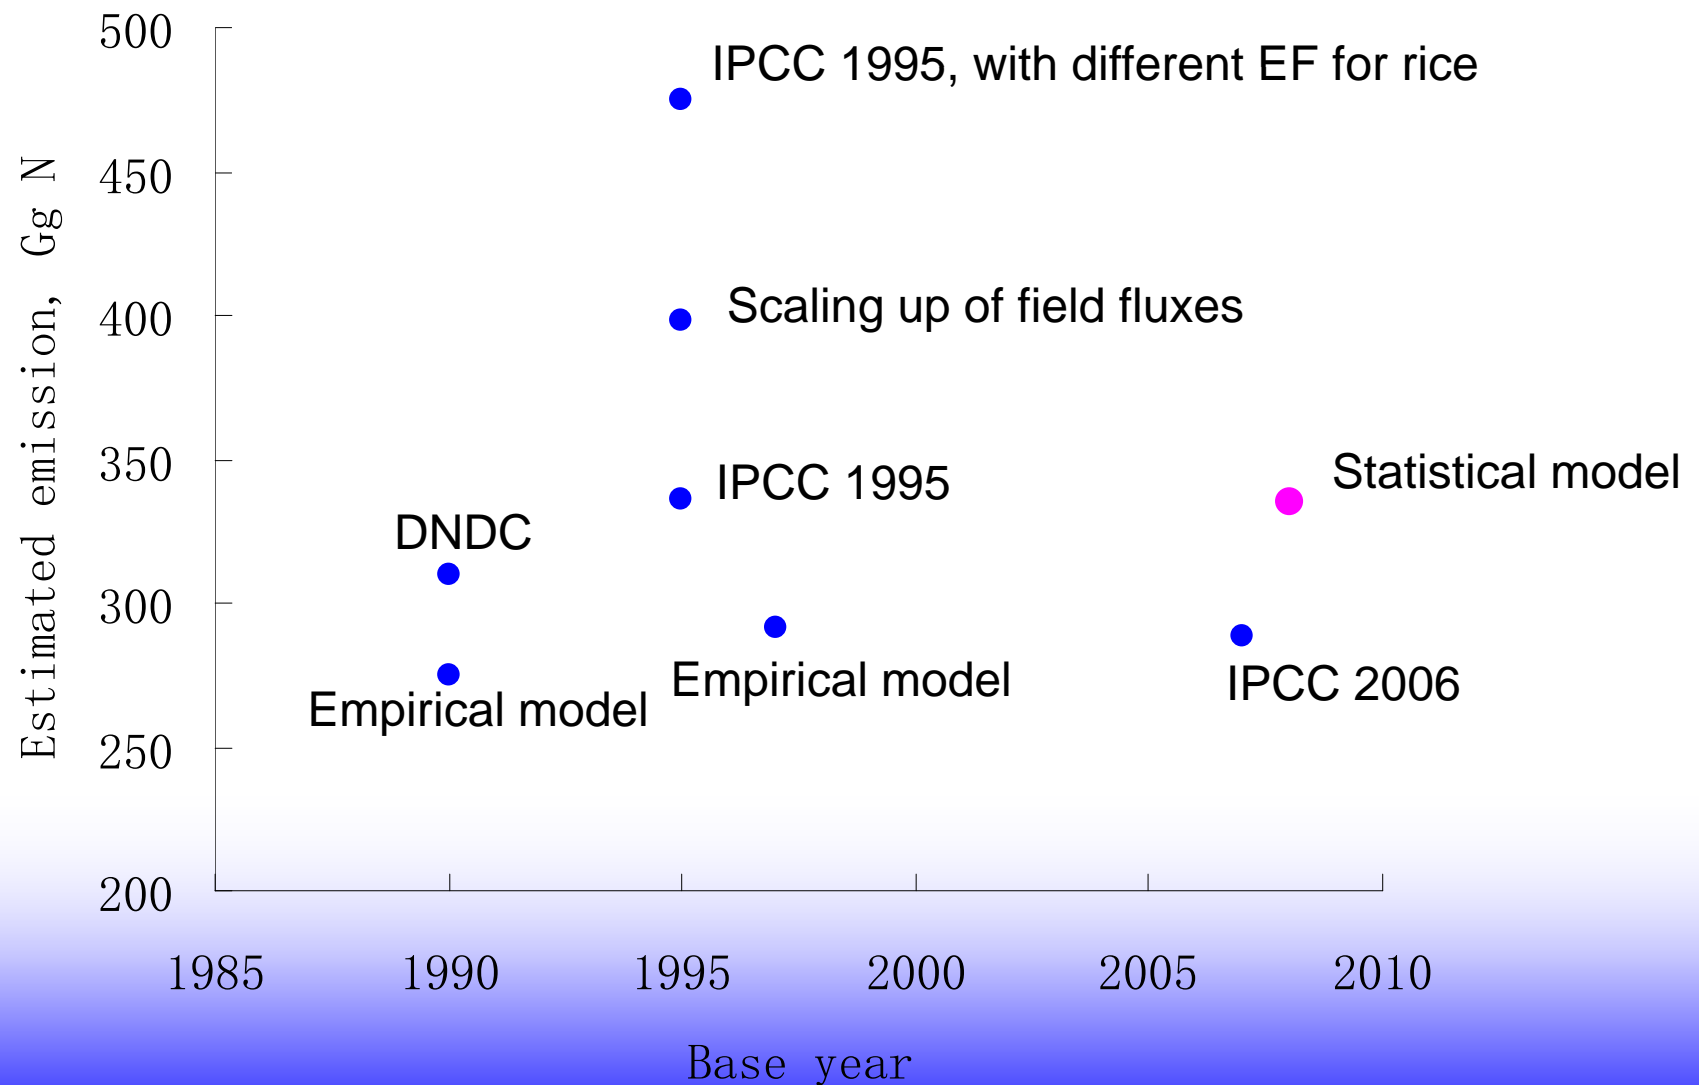 500
IPCC 1995, with different EF for rice
450
Scaling up of field fluxes
400
350
IPCC 1995
Statistical model
DNDC
300
Empirical model
Empirical model
IPCC 2006
250
200
Estimated emission, Gg N
1985 1990 1995 2000 2005 2010
Base year